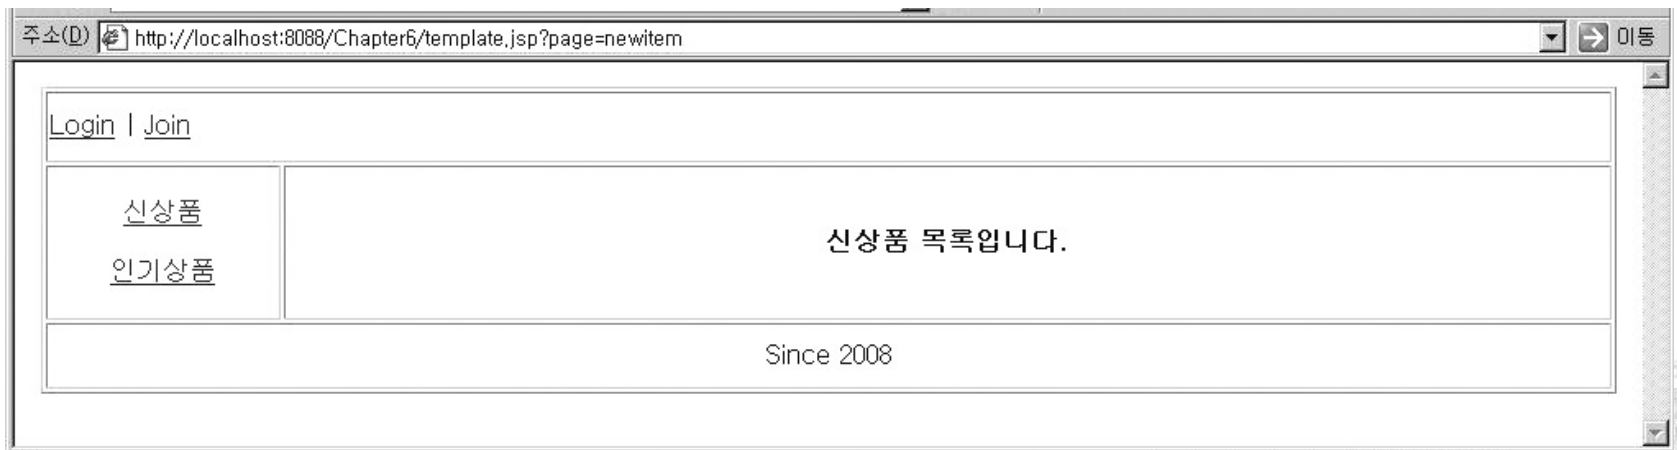 주소(D) http://localhost:8088/Chapter6/template.jsp?page=newitem 이동
Login | Join
신상품
인기상품
신상품 목록입니다.
Since 2008